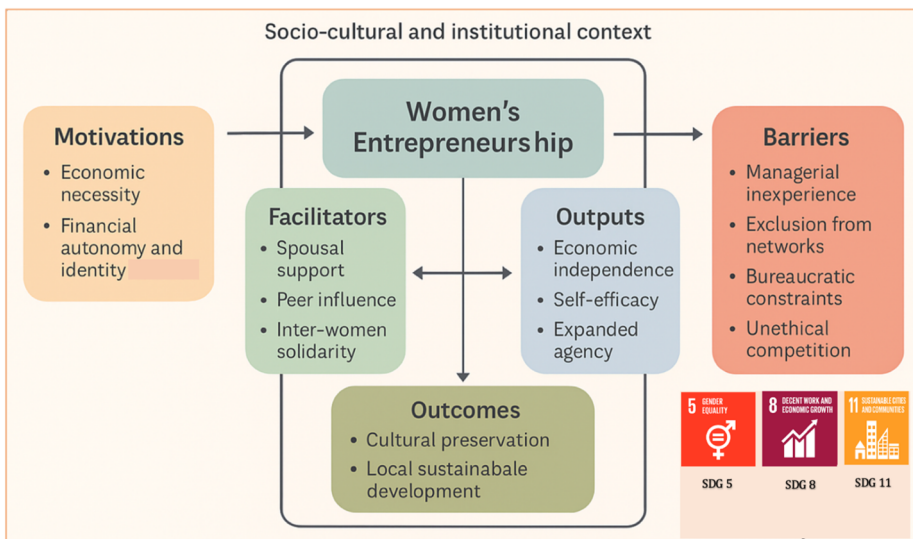 Socio-cultural and institutional context
Women's
Entrepreneurship
Motivations
• Economic
necessity
• Financial
autonomy and
identity
Facilitators
• Spousal
support
• Peer influence
• Inter-women
solidarity
Outputs
• Economic
independence
• Self-efficacy
• Expanded
agency
Barriers
• Managerial
inexperience
• Exclusion from
networks
• Bureaucratic
constraints
• Unethical
competition
Outcomes
• Cultural preservation
• Local sustainabale
development
5 GENDER
EQUALITY
8 DECENT WORK AND
ECONOMIC GROWTH
11 SUSTAINABLE CITIES
AND COMMUNITIES
SDG 5
SDG 8
SDG 11